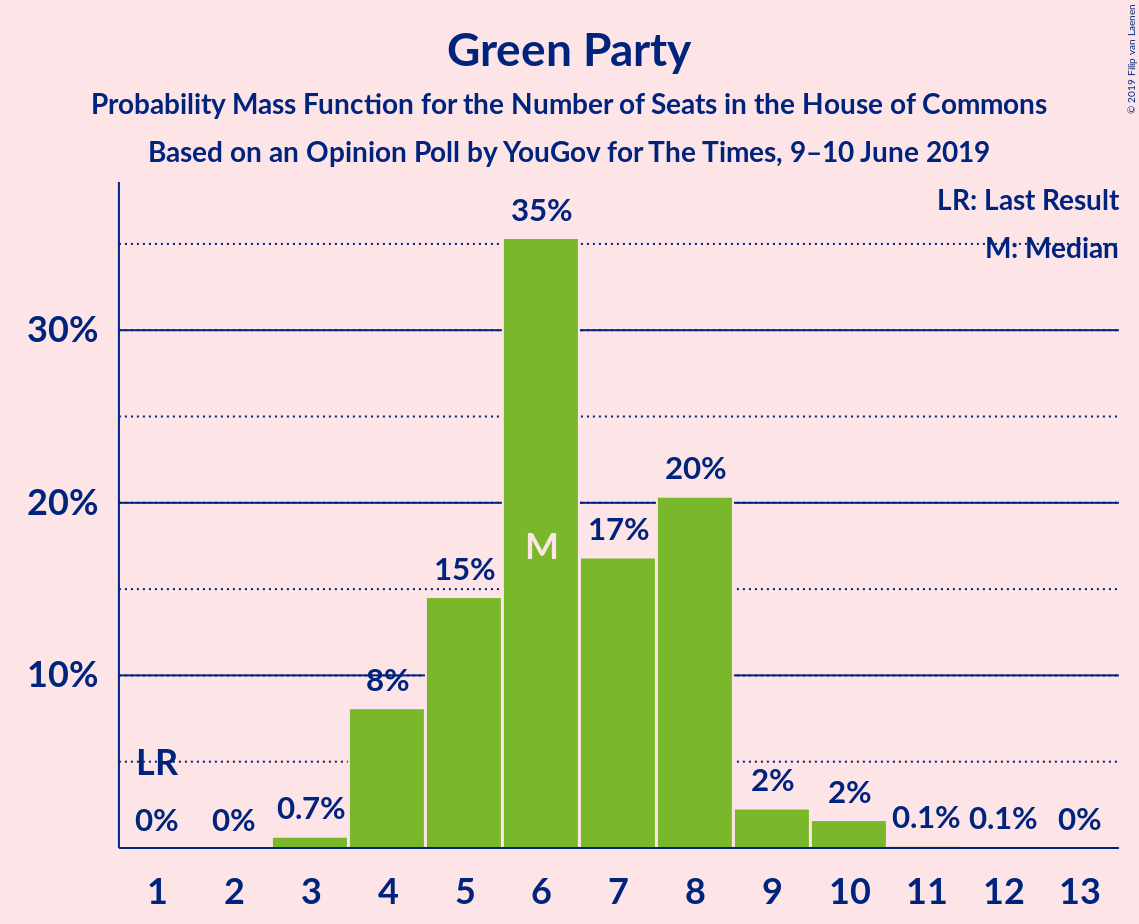 Green Party
Probability Mass Function for the Number of Seats in the House of Commons
Based on an Opinion Poll by YouGov for The Times, 9–10 June 2019
© 2019 Filip van Laenen
LR: Last Result
M: Median
35%
30%
20%
20%
17%
M
15%
10%
8%
LR
0%
0%
0.7%
2%
2%
0.1%
0.1%
0%
1 2 3 4 5 6 7 8 9 10 11 12 13